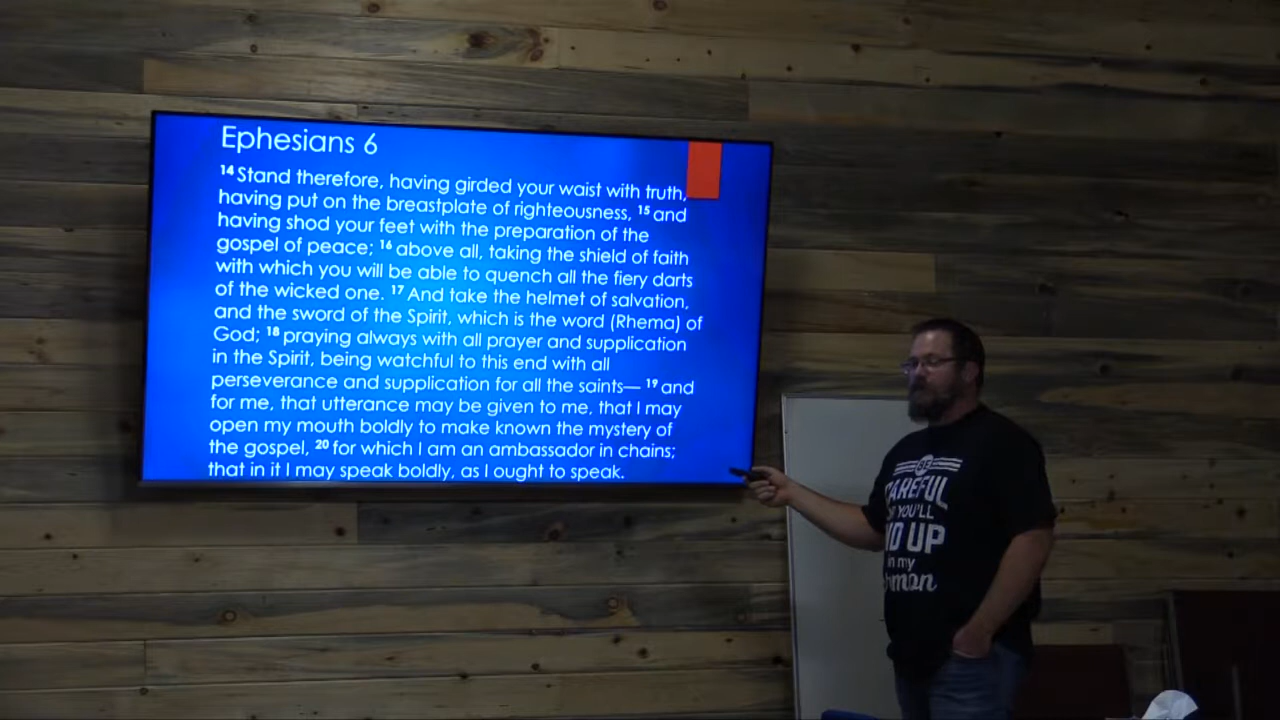 Ephesians 6
14 Stand therefore, having girded your waist with truth,
having put on the breastplate of righteousness, 15 and
having shod your feet with the preparation of the
gospel of peace; 16 above all, taking the shield of faith
with which you will be able to quench all the fiery darts
of the wicked one. 17 And take the helmet of salvation,
and the sword of the Spirit, which is the word (Rhema) of
God; 18 praying always with all prayer and supplication
in the Spirit, being watchful to this end with all
perseverance and supplication for all the saints— 19 and
for me, that utterance may be given to me, that I may
open my mouth boldly to make known the mystery of
the gospel, 20 for which I am an ambassador in chains;
that in it I may speak boldly, as I ought to speak.
BE
CAREFUL
YOU'LL
UP
in my